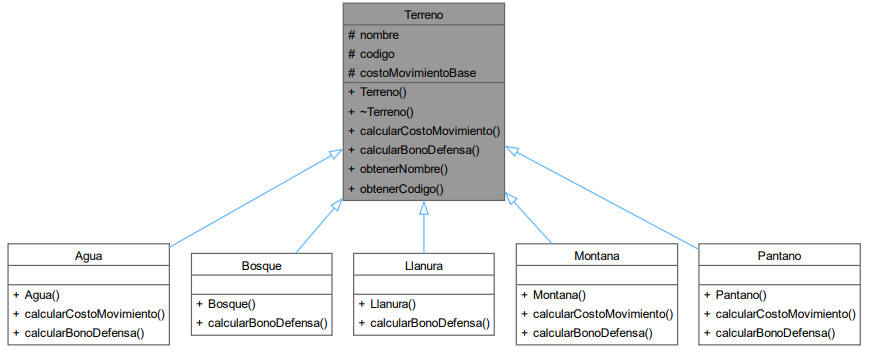 Terreno
# nombre
# codigo
# costoMovimientoBase
+ Terreno()
+ ~Terreno()
+ calcularCostoMovimiento()
+ calcularBonoDefensa()
+ obtenerNombre()
+ obtenerCodigo()
Agua
+ Agua()
+ calcularCostoMovimiento()
+ calcularBonoDefensa()
Bosque
+ Bosque()
+ calcularBonoDefensa()
Llanura
+ Llanura()
+ calcularBonoDefensa()
Montana
+ Montana()
+ calcularCostoMovimiento()
+ calcularBonoDefensa()
Pantano
+ Pantano()
+ calcularCostoMovimiento()
+ calcularBonoDefensa()